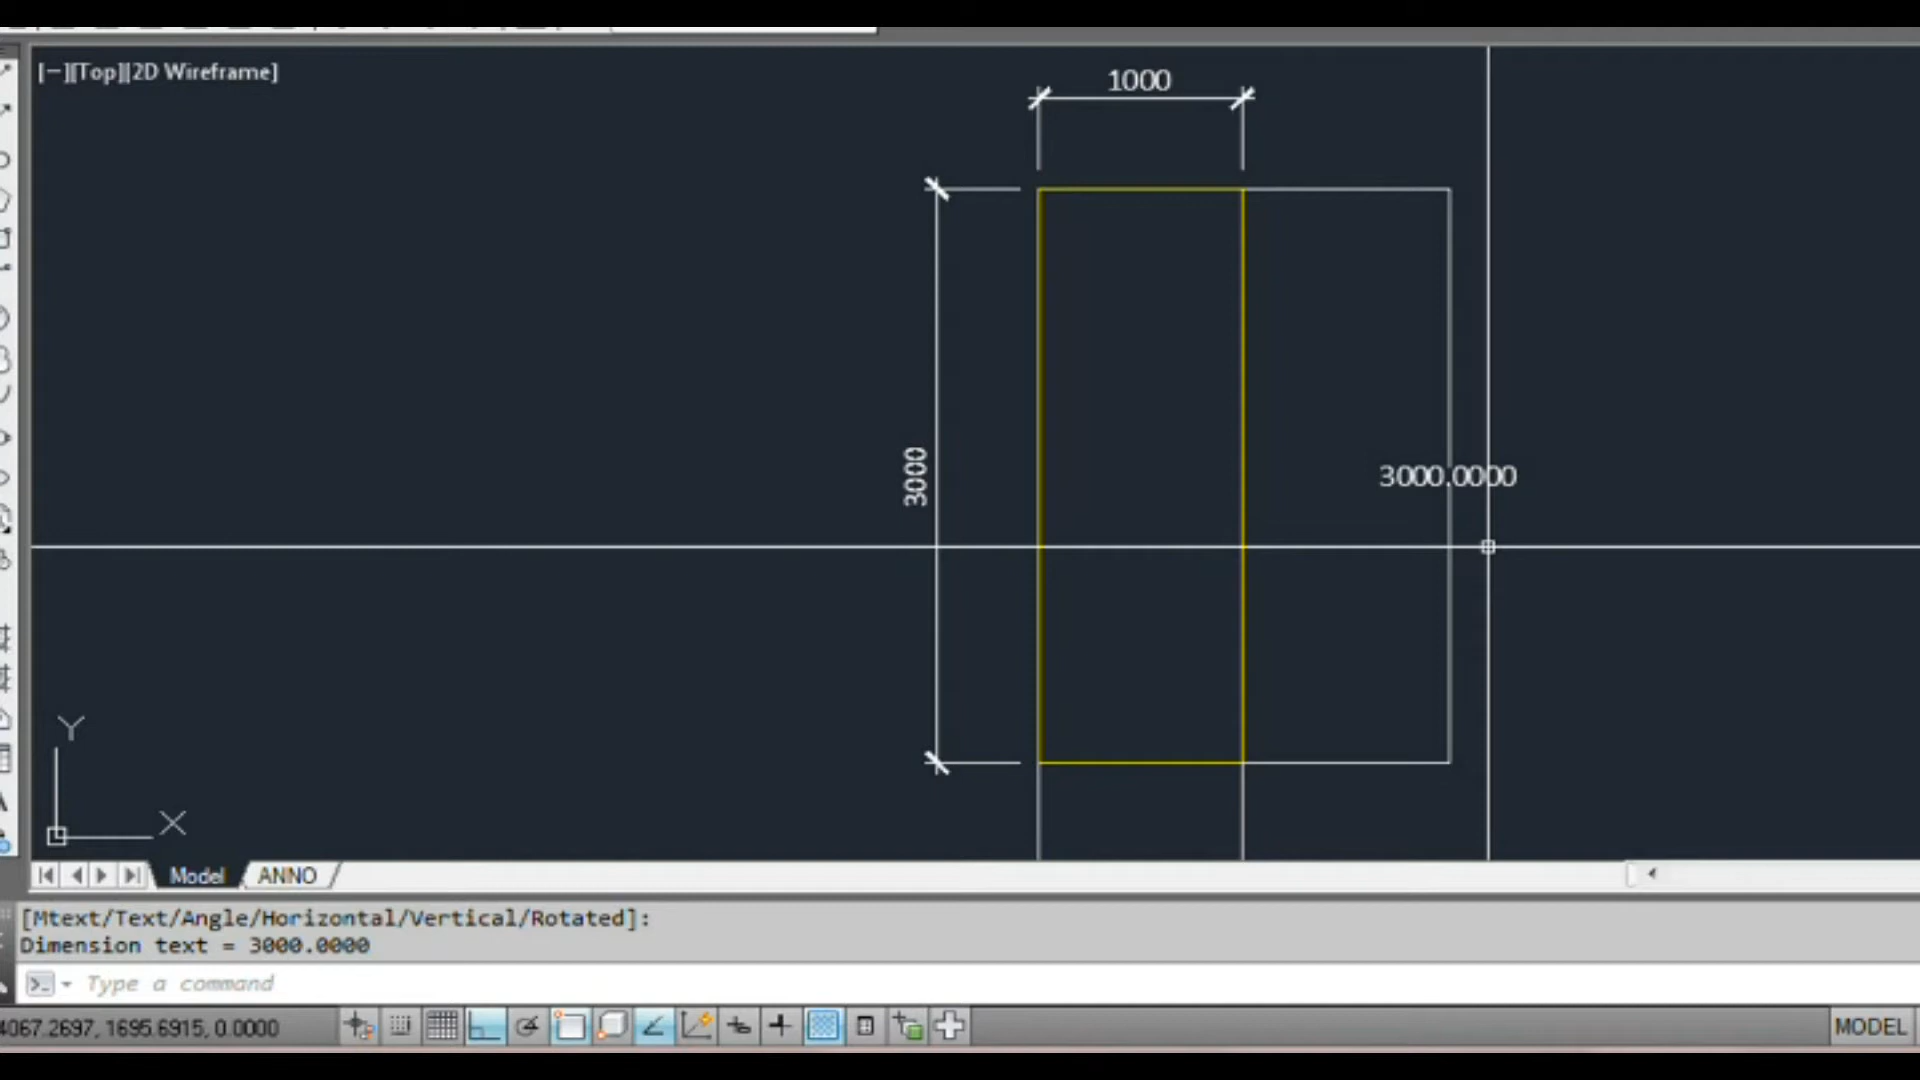 [−][Top][2D Wireframe]
1000
3000
3000.0000
Y
X
Model
ANNO
[Mtext/Text/Angle/Horizontal/Vertical/Rotated]:
Dimension text = 3000.0000
Type a command
4067.2697, 1695.6915, 0.0000
MODEL